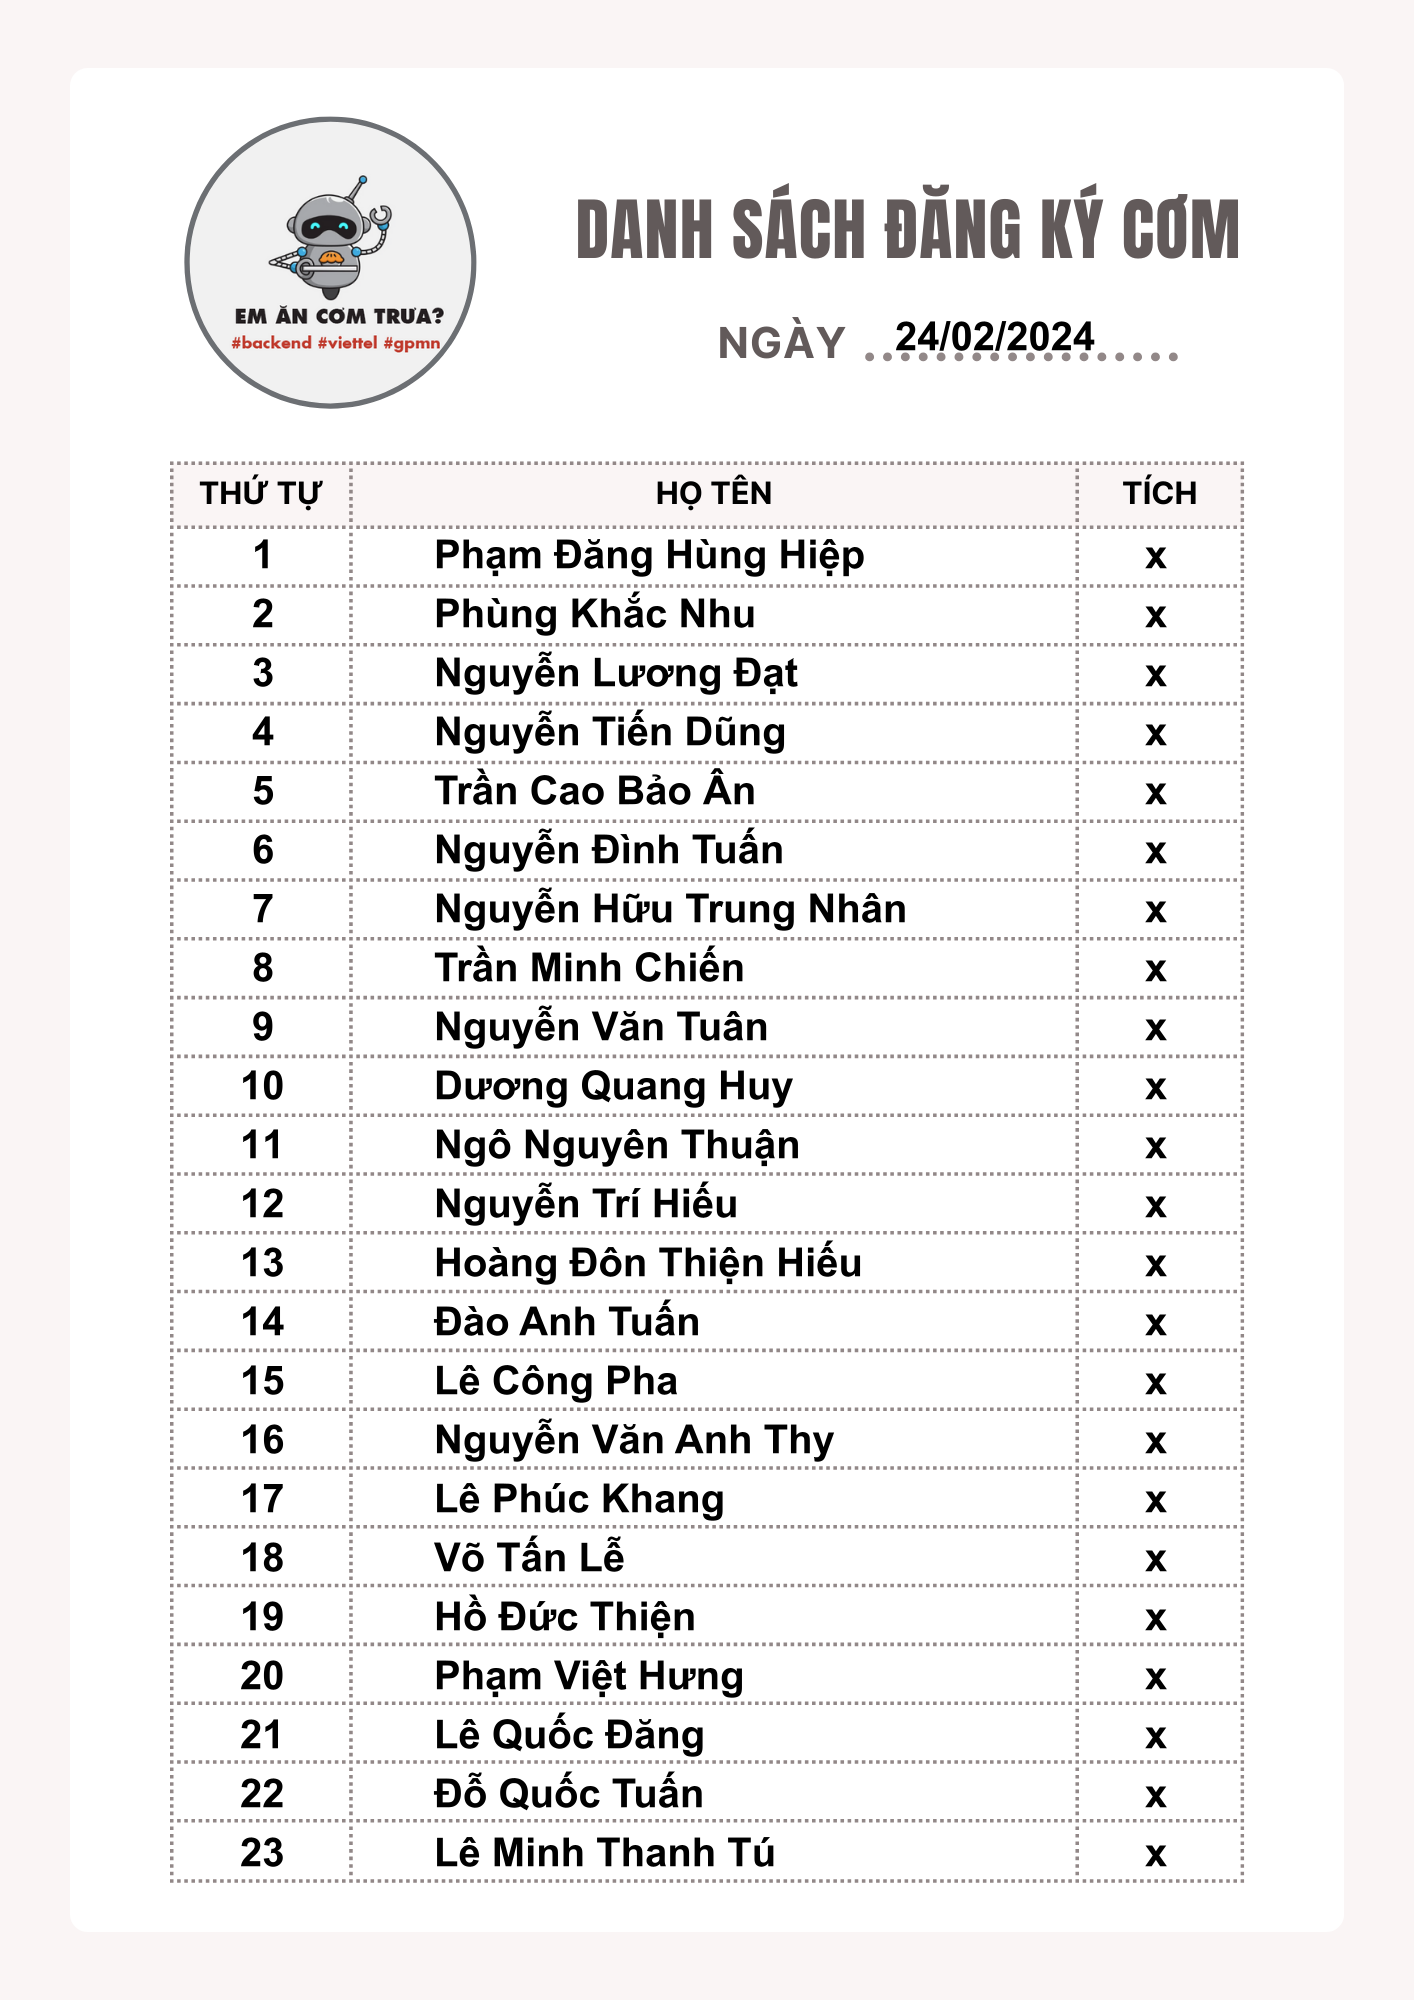 EM ĂN CƠM TRƯA?
#backend #viettel #gpmn
DANH SÁCH ĐĂNG KÝ CƠM
NGÀY 24/02/2024
THỨ TỰ HỌ TÊN TÍCH
1 Phạm Đăng Hùng Hiệp x
2 Phùng Khắc Nhu x
3 Nguyễn Lương Đạt x
4 Nguyễn Tiến Dũng x
5 Trần Cao Bảo Ân x
6 Nguyễn Đình Tuấn x
7 Nguyễn Hữu Trung Nhân x
8 Trần Minh Chiến x
9 Nguyễn Văn Tuân x
10 Dương Quang Huy x
11 Ngô Nguyên Thuận x
12 Nguyễn Trí Hiếu x
13 Hoàng Đôn Thiện Hiếu x
14 Đào Anh Tuấn x
15 Lê Công Pha x
16 Nguyễn Văn Anh Thy x
17 Lê Phúc Khang x
18 Võ Tấn Lễ x
19 Hồ Đức Thiện x
20 Phạm Việt Hưng x
21 Lê Quốc Đăng x
22 Đỗ Quốc Tuấn x
23 Lê Minh Thanh Tú x